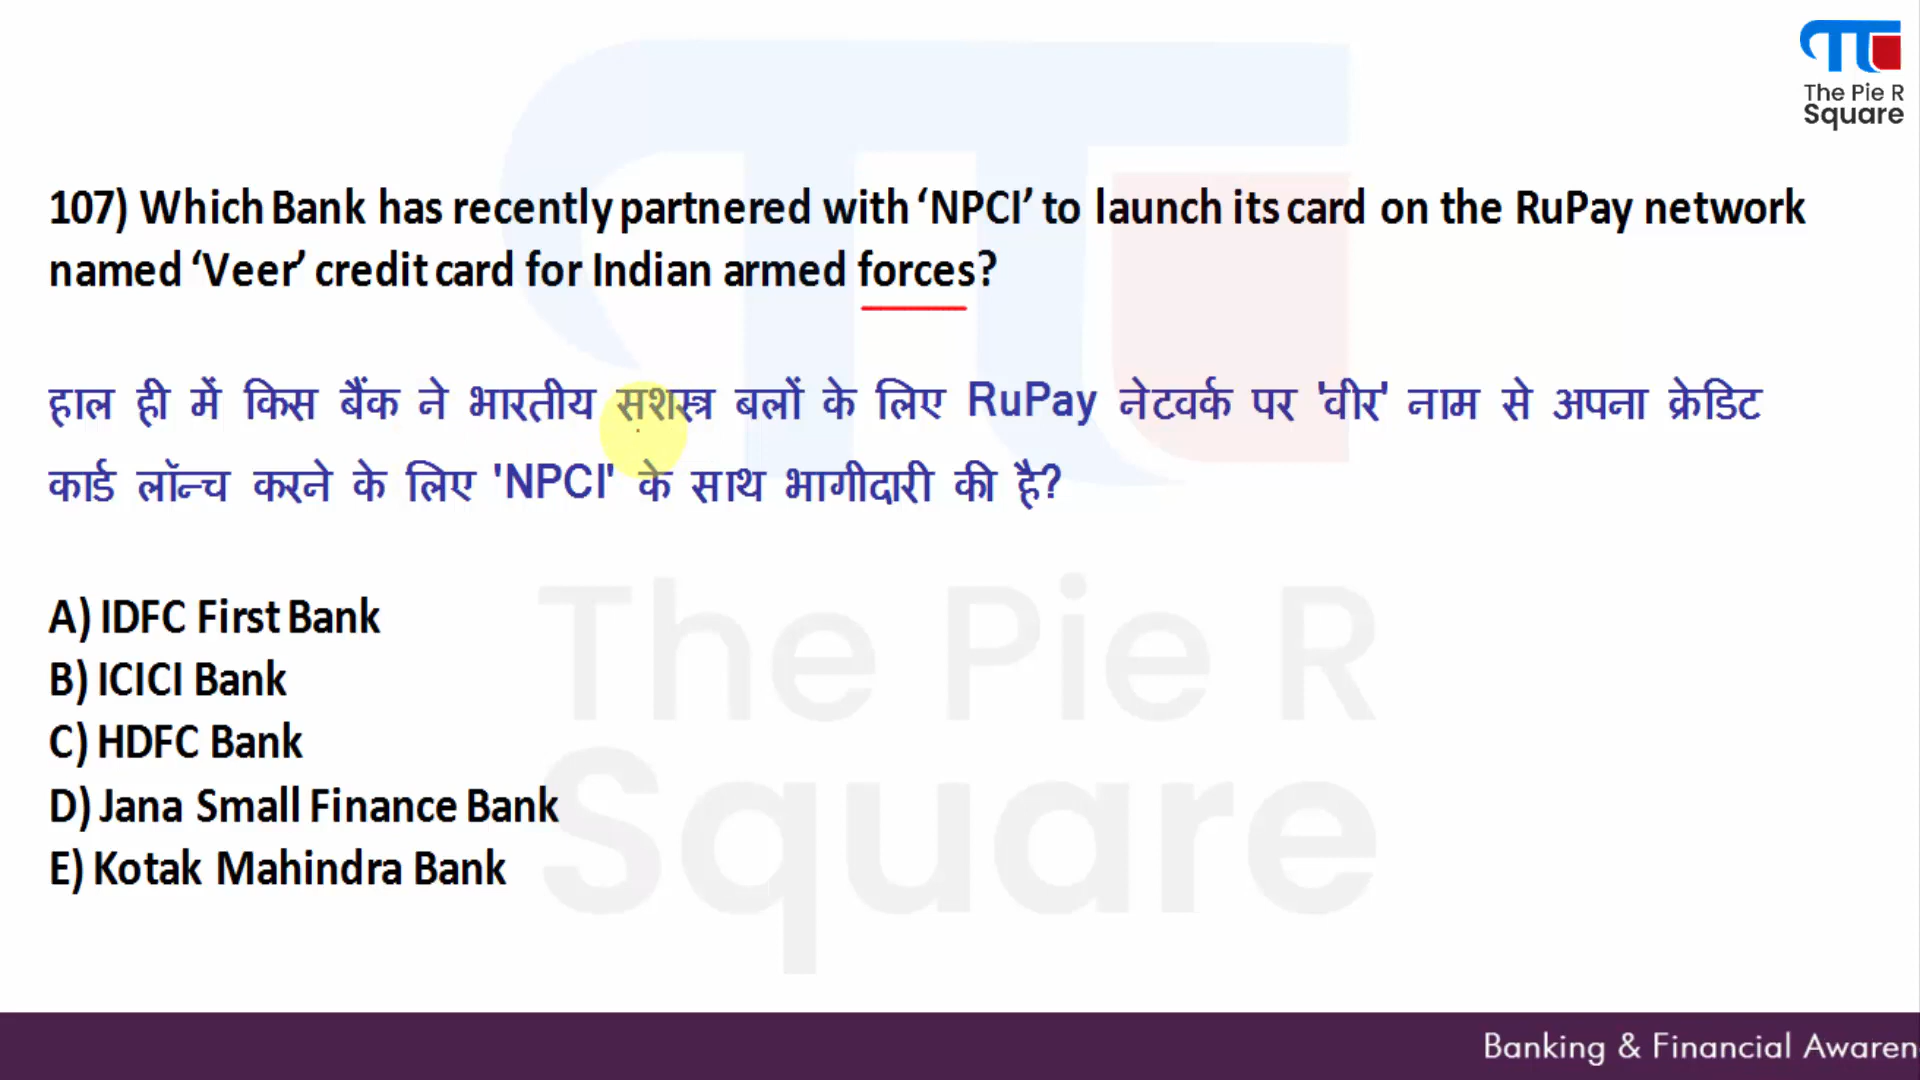 The Pie R
Square
107) Which Bank has recently partnered with ‘NPCI’ to launch its card on the RuPay network
named ‘Veer’ credit card for Indian armed forces?
हाल ही में किस बैंक ने भारतीय सशस्त्र बलों के लिए RuPay नेटवर्क पर 'वीर' नाम से अपना क्रेडिट
कार्ड लॉन्च करने के लिए 'NPCI' के साथ भागीदारी की है?
The Pie R
Square
A) IDFC First Bank
B) ICICI Bank
C) HDFC Bank
D) Jana Small Finance Bank
E) Kotak Mahindra Bank
Banking & Financial Awaren